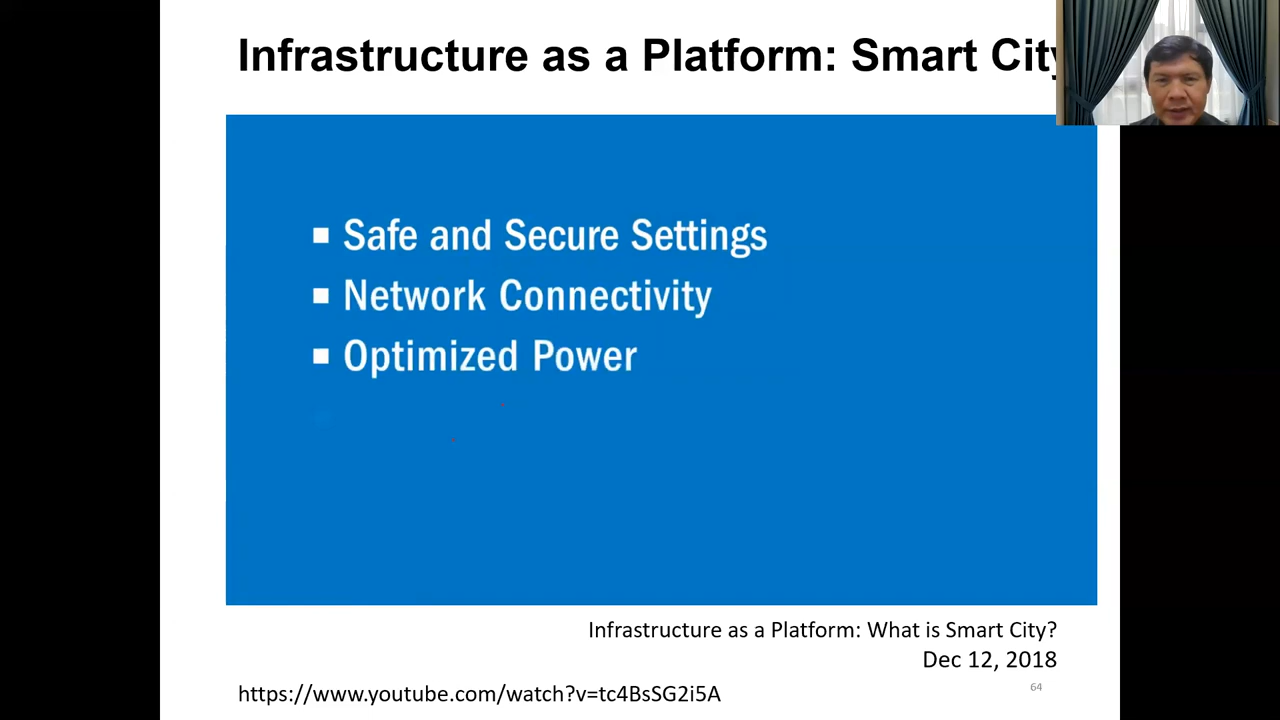 Infrastructure as a Platform: Smart City
Safe and Secure Settings
Network Connectivity
Optimized Power
Infrastructure as a Platform: What is Smart City?
Dec 12, 2018
https://www.youtube.com/watch?v=tc4BsSG2i5A
64